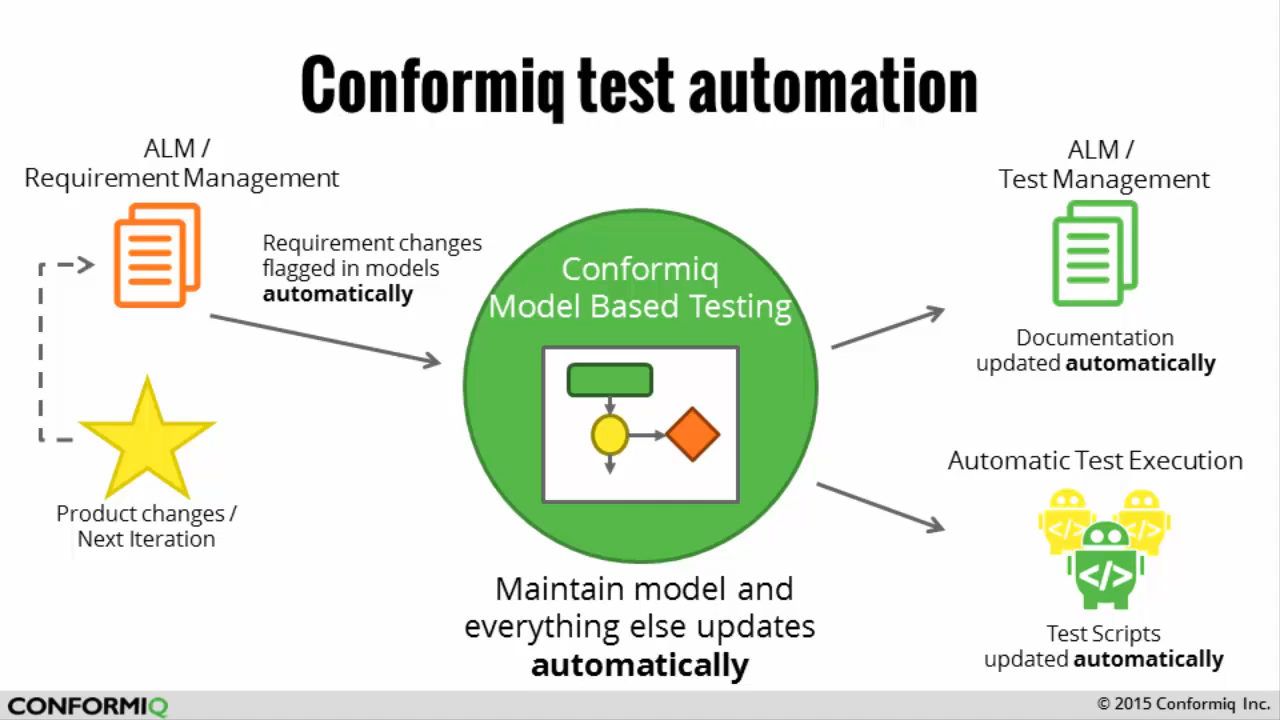 Conformiq test automation
ALM /
Requirement Management
Requirement changes
flagged in models
automatically
Product changes /
Next Iteration
Conformiq
Model Based Testing
Maintain model and
everything else updates
automatically
ALM /
Test Management
Documentation
updated automatically
Automatic Test Execution
</>
</>
</>
Test Scripts
updated automatically
CONFORMIQ
© 2015 Conformiq Inc.